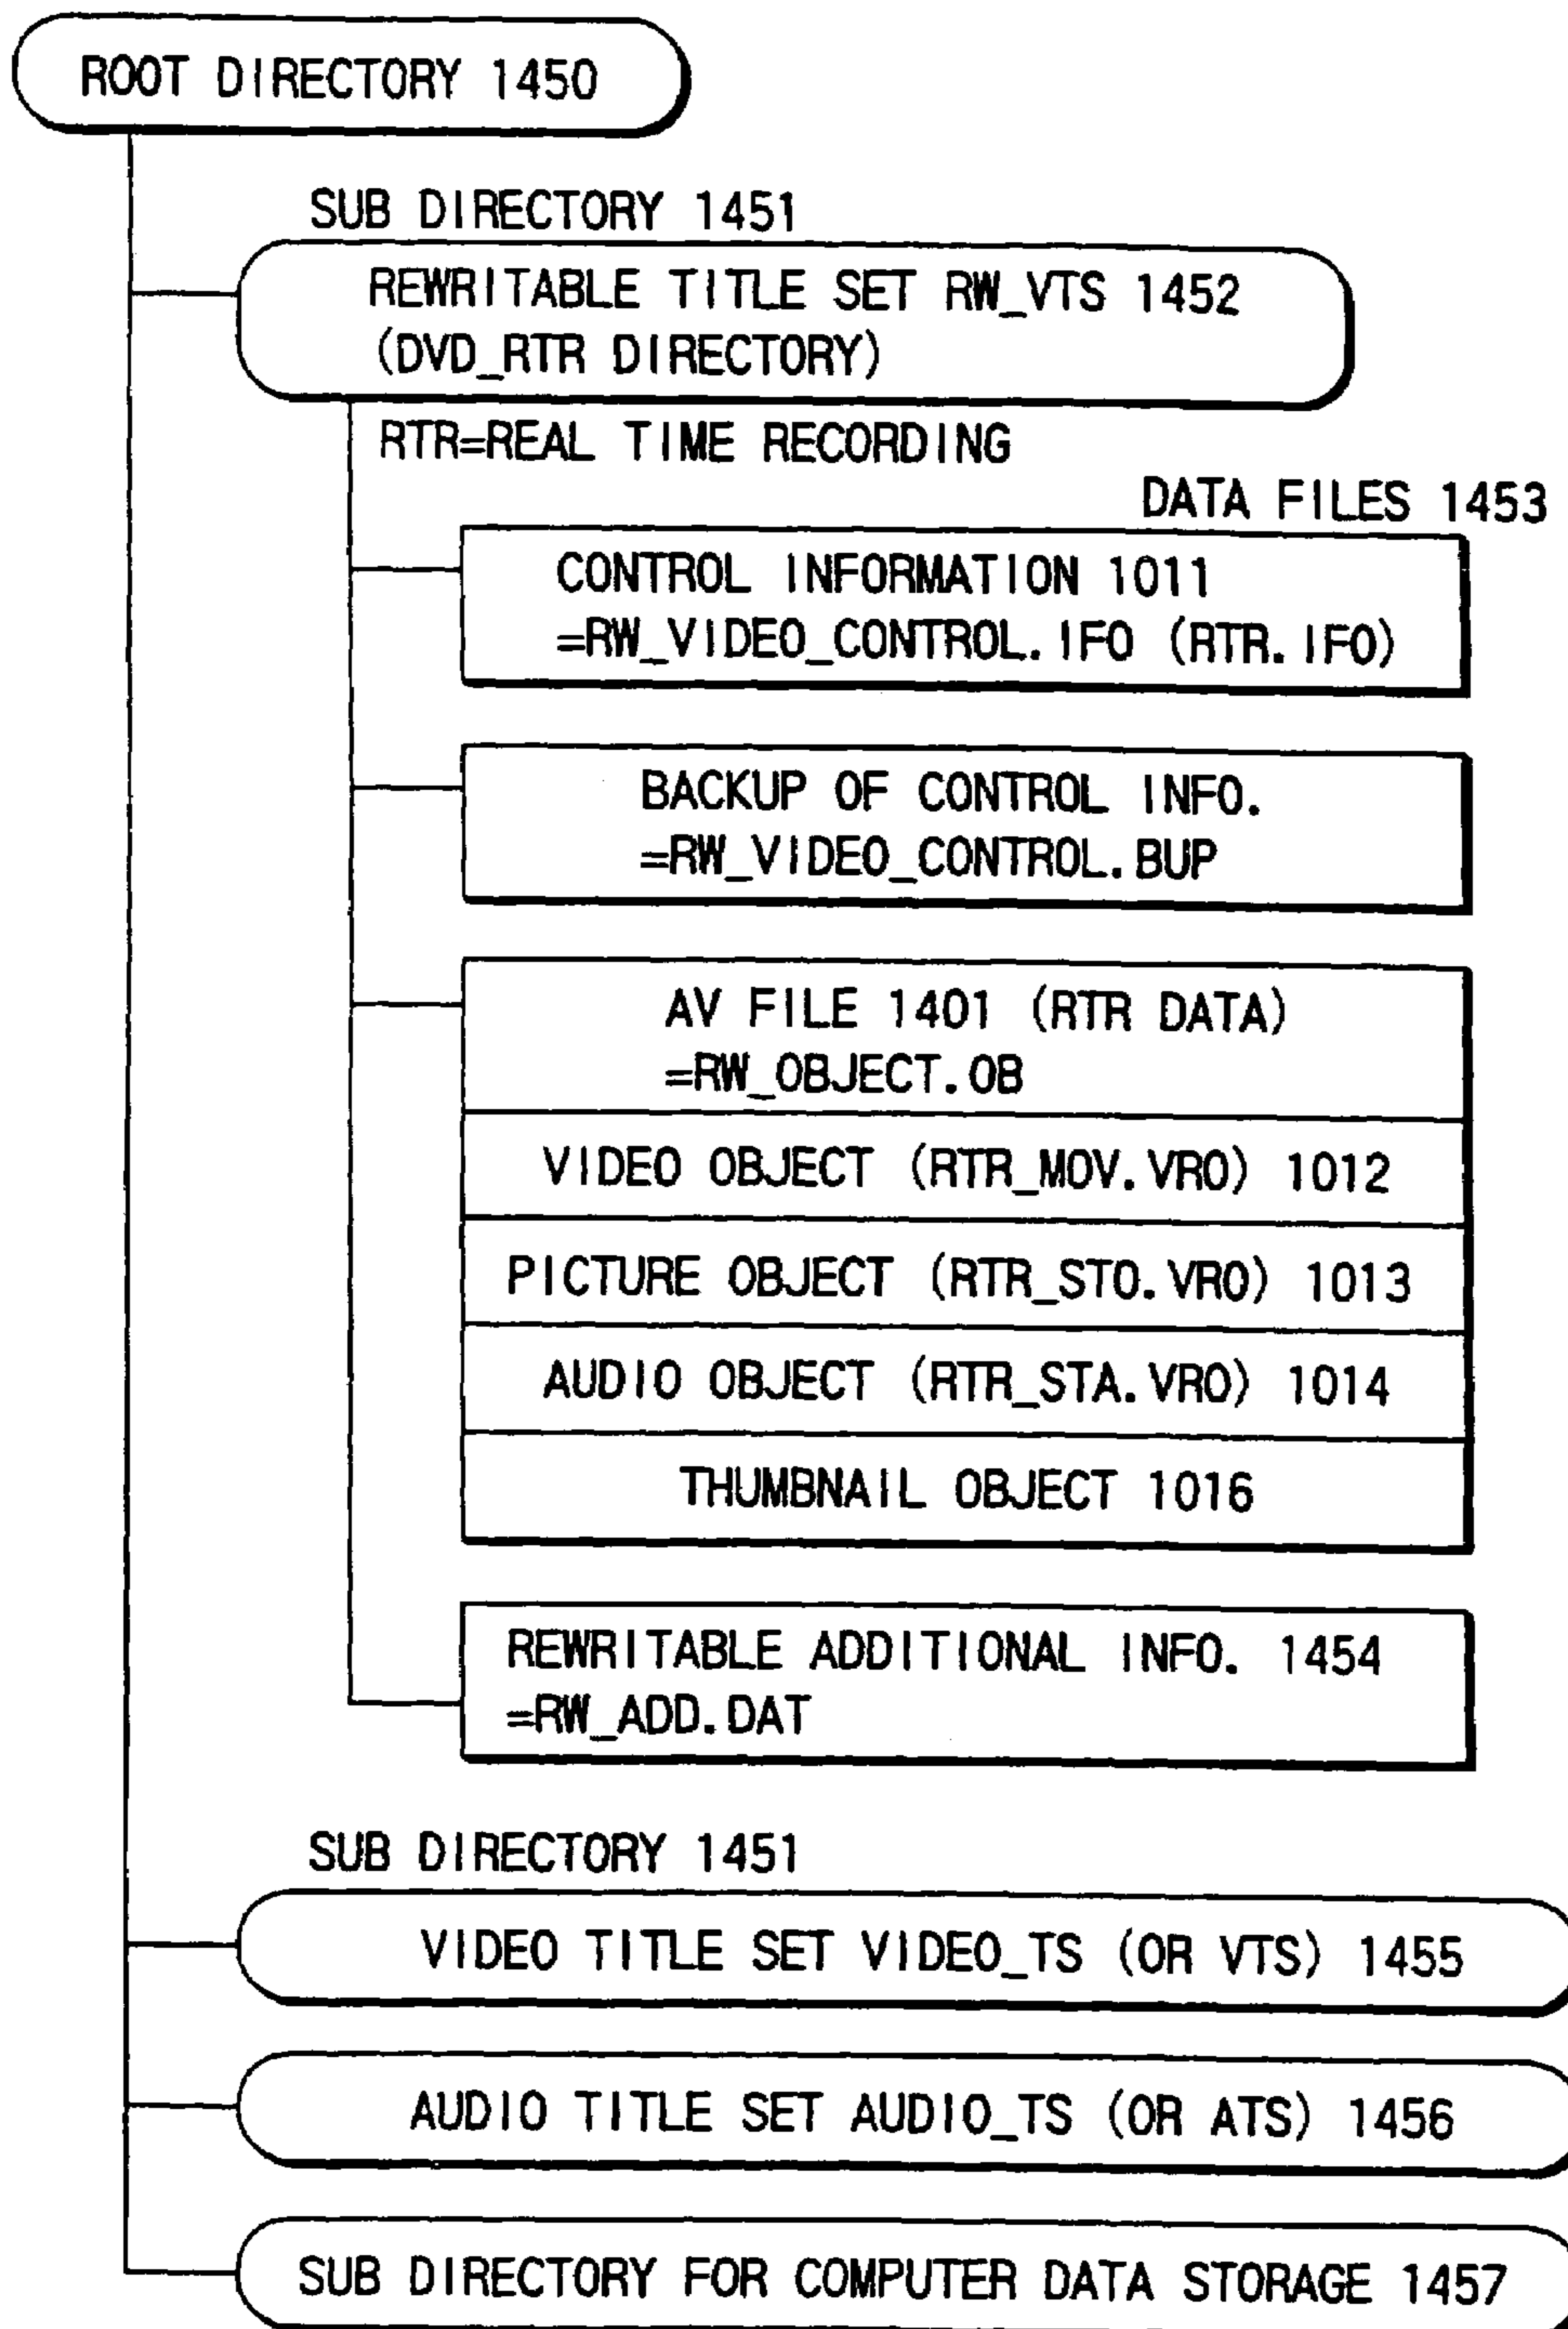 ROOT DIRECTORY 1450
SUB DIRECTORY 1451
REWRITABLE TITLE SET RW_VTS 1452
(DVD_RTR DIRECTORY)
RTR=REAL TIME RECORDING
DATA FILES 1453
CONTROL INFORMATION 1011
=RW_VIDEO_CONTROL.IFO (RTR.IFO)
BACKUP OF CONTROL INFO.
=RW_VIDEO_CONTROL.BUP
AV FILE 1401 (RTR DATA)
=RW_OBJECT.OB
VIDEO OBJECT (RTR_MOV.VRO) 1012
PICTURE OBJECT (RTR_STO.VRO) 1013
AUDIO OBJECT (RTR_STA.VRO) 1014
THUMBNAIL OBJECT 1016
REWRITABLE ADDITIONAL INFO. 1454
=RW_ADD.DAT
SUB DIRECTORY 1451
VIDEO TITLE SET VIDEO_TS (OR VTS) 1455
AUDIO TITLE SET AUDIO_TS (OR ATS) 1456
SUB DIRECTORY FOR COMPUTER DATA STORAGE 1457